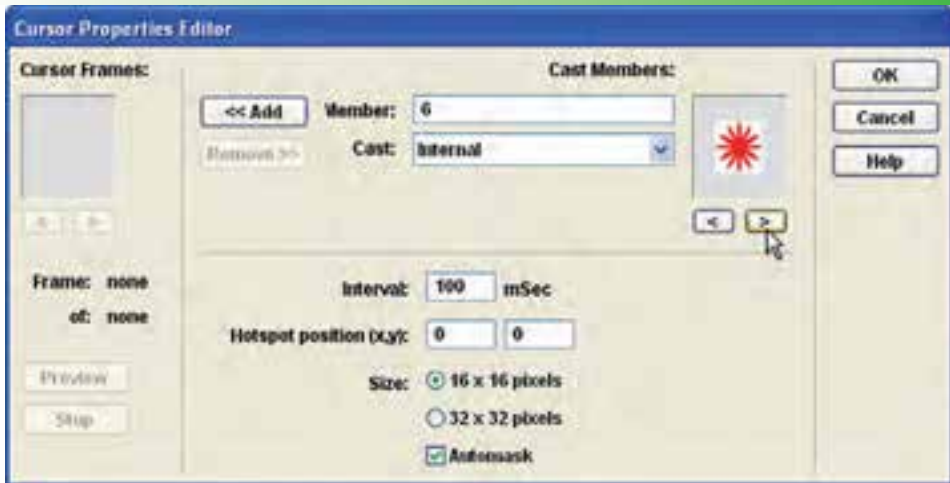 Cursor Properties Editor
Cursor Frames:
Cast Members:
<< Add
Member:
6
Remove >>
Cast:
Internal
<
>
OK
Cancel
Help
Frame: none
of: none
Preview
Stop
Interval:
100
mSec
Hotspot position (x,y):
0
0
Size:
16 x 16 pixels
32 x 32 pixels
Automask